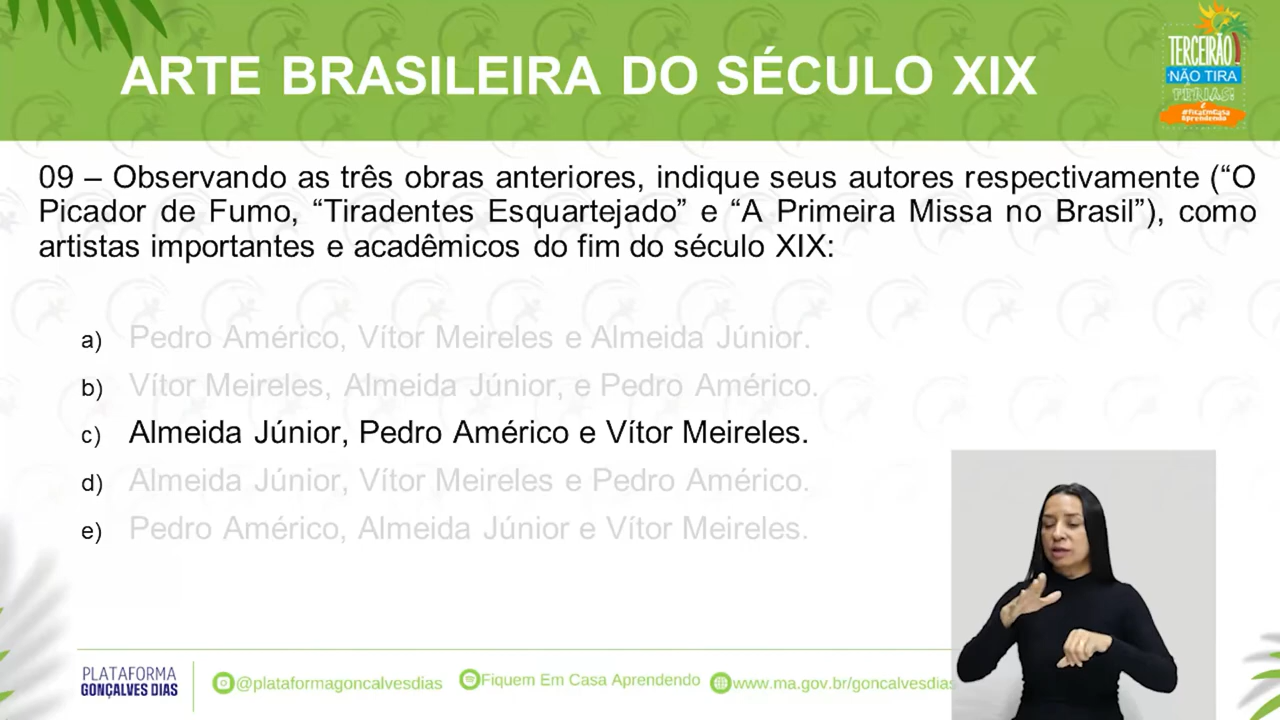 ARTE BRASILEIRA DO SÉCULO XIX
TERCEIRÃO!
NÃO TIRA
FÉRIAS!
É
#FiqueEmCasa
Aprendendo
09 – Observando as três obras anteriores, indique seus autores respectivamente (“O
Picador de Fumo, “Tiradentes Esquartejado” e “A Primeira Missa no Brasil”), como
artistas importantes e acadêmicos do fim do século XIX:
a) Pedro Américo, Vítor Meireles e Almeida Júnior.
b) Vítor Meireles, Almeida Júnior, e Pedro Américo.
c) Almeida Júnior, Pedro Américo e Vítor Meireles.
d) Almeida Júnior, Vítor Meireles e Pedro Américo.
e) Pedro Américo, Almeida Júnior e Vítor Meireles.
PLATAFORMA
GONÇALVES DIAS
@plataformagoncalvesdias
Fiquem Em Casa Aprendendo
www.ma.gov.br/goncalvesdias